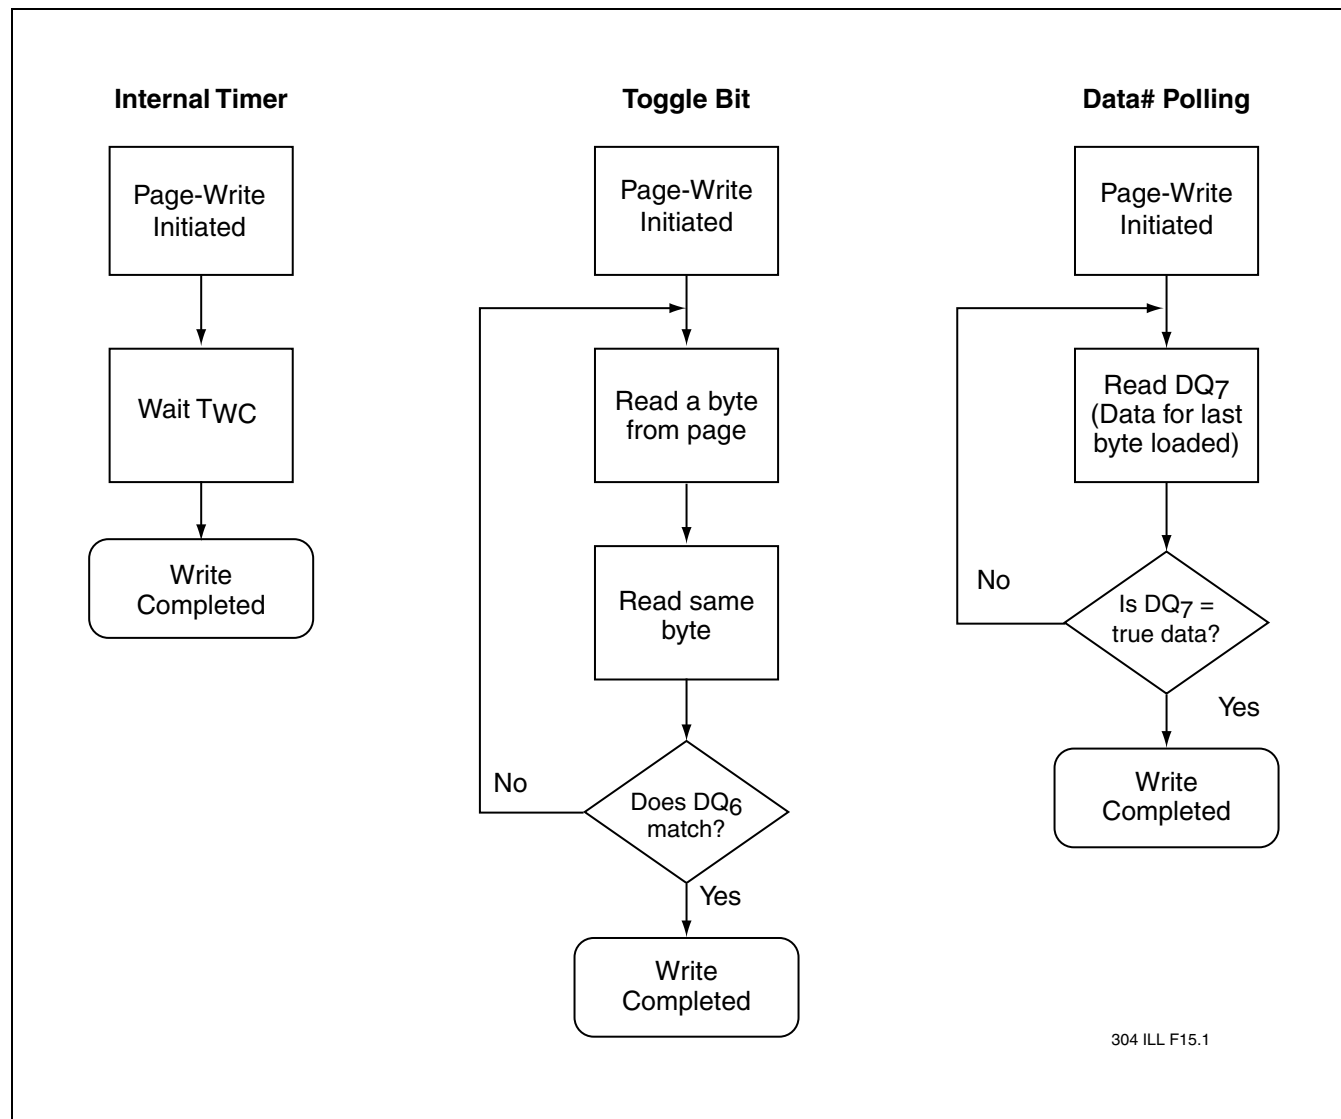 Internal Timer
Page-Write
Initiated
Wait TWC
Write
Completed
Toggle Bit
Page-Write
Initiated
Read a byte
from page
Read same
byte
No
Does DQ6
match?
Yes
Write
Completed
Data# Polling
Page-Write
Initiated
Read DQ7
(Data for last
byte loaded)
No
Is DQ7 =
true data?
Yes
Write
Completed
304 ILL F15.1